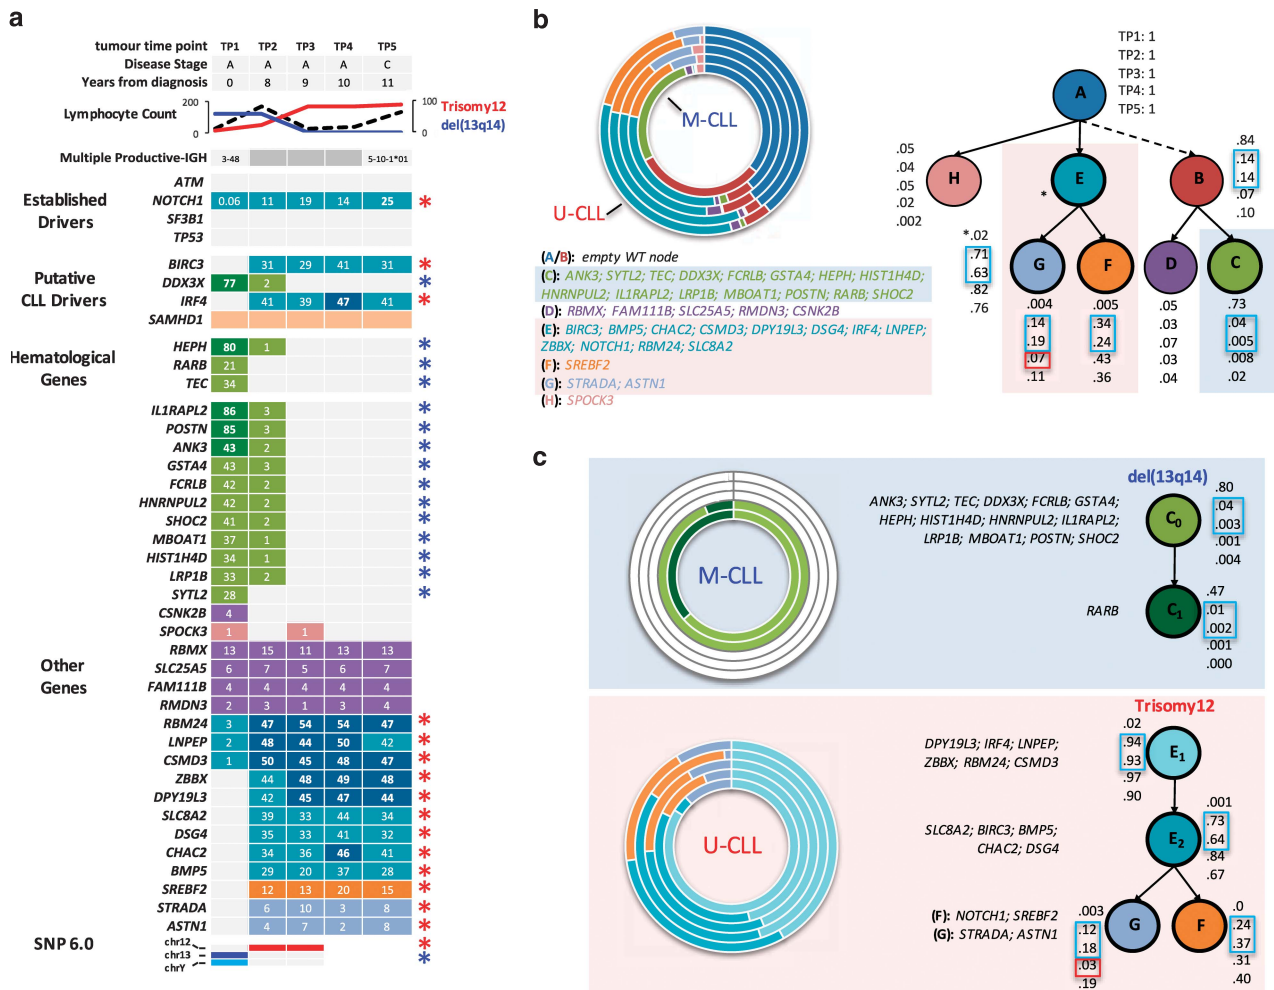 a
tumour time point TP1 TP2 TP3 TP4 TP5
Disease Stage A A A A C
Years from diagnosis 0 8 9 10 11
Lymphocyte Count 200 0 100 0 Trisomy12
del(13q14)
Multiple Productive-IGH 3-48 5-10-1*01
Established Drivers
ATM
NOTCH1 0.06 11 19 14 25 *
SF3B1
TP53
Putative CLL Drivers
BIRC3 31 29 41 31 *
DDX3X 77 2 *
IRF4 41 39 47 41 *
SAMHD1
Hematological Genes
HEPH 80 1 *
RARB 21 *
TEC 34 *
Other Genes
IL1RAPL2 86 3 *
POSTN 85 3 *
ANK3 43 2 *
GSTA4 43 3 *
FCRLB 42 2 *
HNRNPUL2 42 2 *
SHOC2 41 2 *
MBOAT1 37 1 *
HIST1H4D 34 1 *
LRP1B 33 2 *
SYTL2 28 *
CSNK2B 4
SPOCK3 1 1
RBMX 13 15 11 13 13
SLC25A5 6 7 5 6 7
FAM111B 4 4 4 4 4
RMDN3 2 3 1 3 4
RBM24 3 47 54 54 47 *
LNPEP 2 48 44 50 42 *
CSMD3 1 50 45 48 47 *
ZBBX 44 48 49 48 *
DPY19L3 42 45 47 44 *
SLC8A2 39 33 44 34 *
DSG4 35 33 41 32 *
CHAC2 34 36 46 41 *
BMP5 29 20 37 28 *
SREBF2 12 13 20 15 *
STRADA 6 10 3 8 *
ASTN1 4 7 2 8 *
SNP 6.0
chr12 *
chr13 *
chrY
b
M-CLL
U-CLL
(A/B): empty WT node
(C): ANK3; SYTL2; TEC; DDX3X; FCRLB; GSTA4; HEPH; HIST1H4D;
HNRNPUL2; IL1RAPL2; LRP1B; MBOAT1; POSTN; RARB; SHOC2
(D): RBMX; FAM111B; SLC25A5; RMDN3; CSNK2B
(E): BIRC3; BMP5; CHAC2; CSMD3; DPY19L3; DSG4; IRF4; LNPEP;
ZBBX; NOTCH1; RBM24; SLC8A2
(F): SREBF2
(G): STRADA; ASTN1
(H): SPOCK3
TP1: 1
TP2: 1
TP3: 1
TP4: 1
TP5: 1
A
H
.05
.04
.05
.02
.002
E
*
*.02
.71
.63
.82
.76
B
.84
.14
.14
.07
.10
G
.004
.14
.19
.07
.11
F
.005
.34
.24
.43
.36
D
.05
.03
.07
.03
.04
C
.73
.04
.005
.008
.02
c
M-CLL
ANK3; SYTL2; TEC; DDX3X; FCRLB; GSTA4;
HEPH; HIST1H4D; HNRNPUL2; IL1RAPL2;
LRP1B; MBOAT1; POSTN; SHOC2
del(13q14)
C0
.80
.04
.003
.001
.004
RARB
C1
.47
.01
.002
.001
.000
U-CLL
Trisomy12
DPY19L3; IRF4; LNPEP;
ZBBX; RBM24; CSMD3
.02
.94
.93
.97
.90
E1
SLC8A2; BIRC3; BMP5;
CHAC2; DSG4
E2
.001
.73
.64
.84
.67
(F): NOTCH1; SREBF2
(G): STRADA; ASTN1
.003
.12
.18
.03
.19
G
F
.0
.24
.37
.31
.40